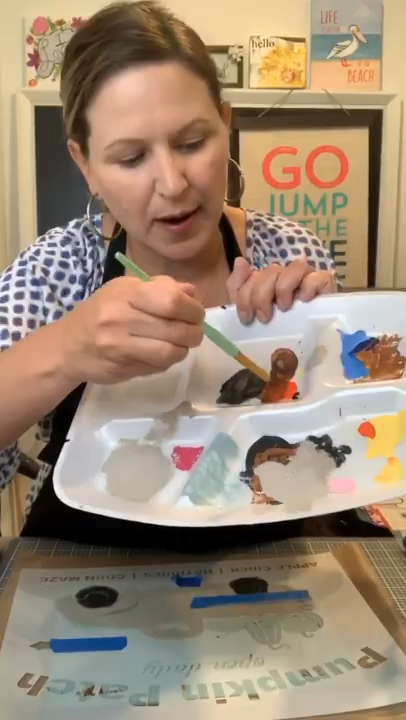 hello
LIFE
BEACH
GO
JUMP
THE
APPLE CIDER | HAYRIDES | CORN MAZE
open daily
Pumpkin Patch